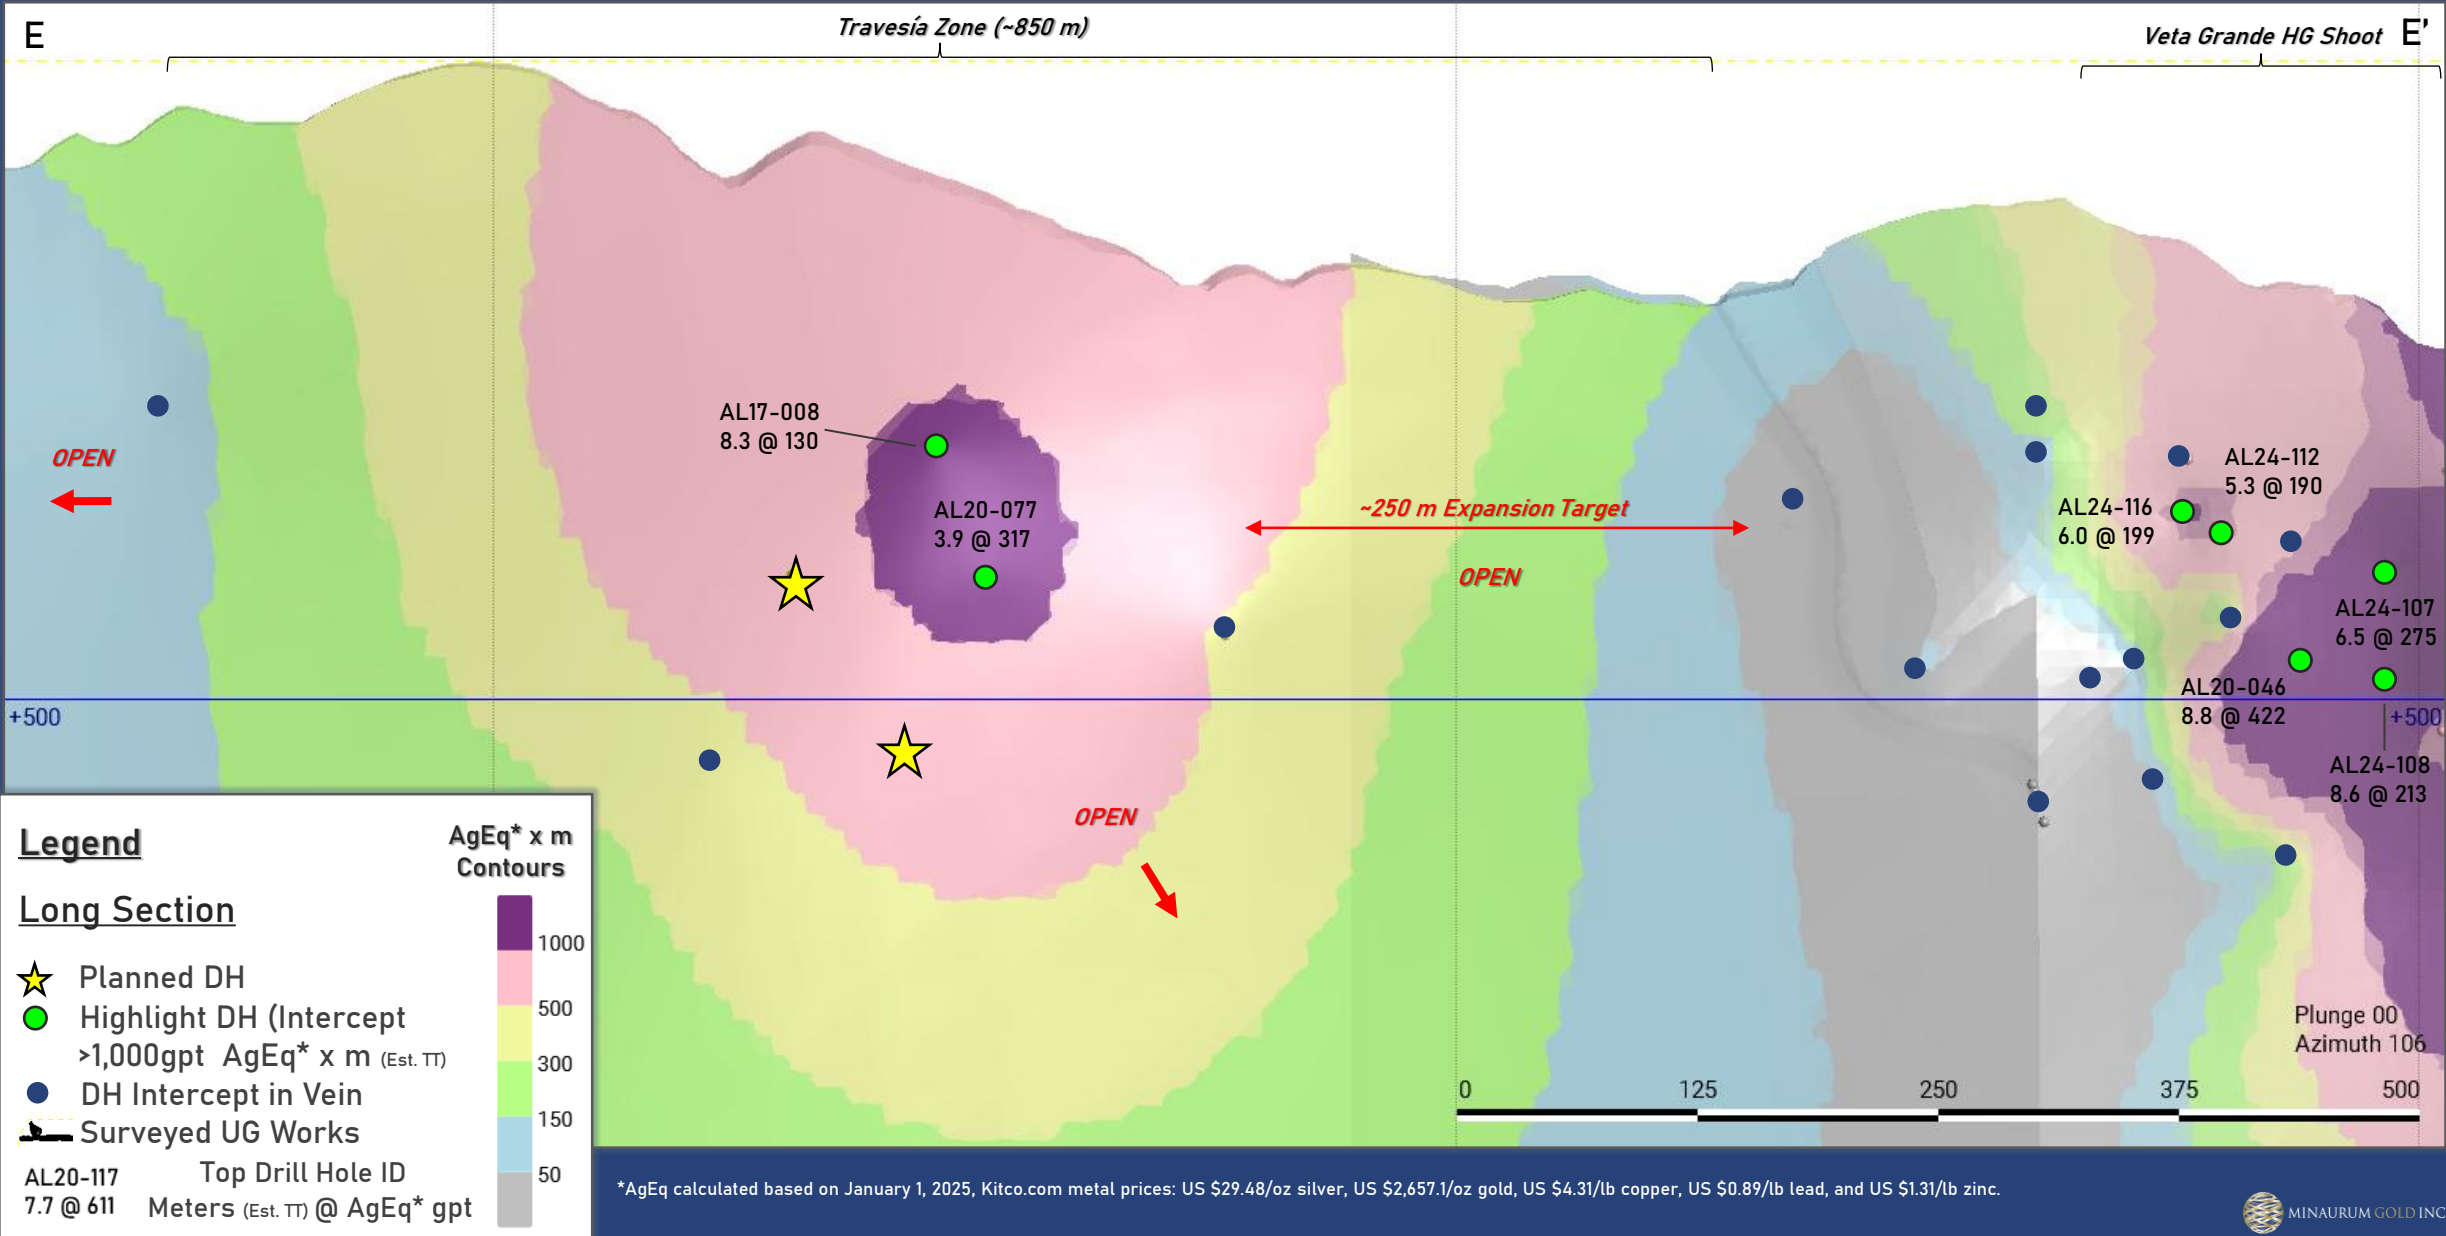 E
Travesía Zone (~850 m)
Veta Grande HG Shoot
E'
AL17-008
8.3 @ 130
OPEN
AL20-077
3.9 @ 317
~250 m Expansion Target
OPEN
AL24-112
5.3 @ 190
AL24-116
6.0 @ 199
AL24-107
6.5 @ 275
AL20-046
8.8 @ 422
+500
+500
AL24-108
8.6 @ 213
OPEN
Legend
AgEq* x m
Contours
Long Section
1000
500
300
150
50
Planned DH
Highlight DH (Intercept
>1,000gpt AgEq* x m (Est. TT)
DH Intercept in Vein
Surveyed UG Works
AL20-117
7.7 @ 611
Top Drill Hole ID
Meters (Est. TT) @ AgEq* gpt
Plunge 00
Azimuth 106
0 125 250 375 500
*AgEq calculated based on January 1, 2025, Kitco.com metal prices: US $29.48/oz silver, US $2,657.1/oz gold, US $4.31/lb copper, US $0.89/lb lead, and US $1.31/lb zinc.
MINAURUM GOLD INC